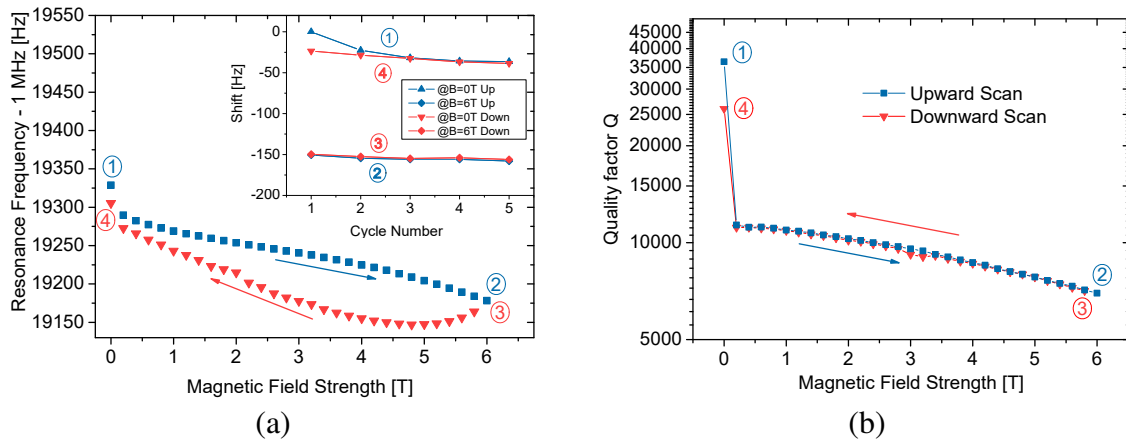 Resonance Frequency - 1 MHz [Hz]
19550
19500
19450
19400
19350
19300
19250
19200
19150
0 1 2 3 4 5 6
Magnetic Field Strength [T]
1
2
3
4
Shift [Hz]
0
-50
-100
-150
-200
1 2 3 4 5
Cycle Number
1
4
3
2
@B=0T Up
@B=6T Up
@B=0T Down
@B=6T Down
(a)
Quality factor Q
45000
40000
35000
30000
25000
20000
15000
10000
5000
0 1 2 3 4 5 6
Magnetic Field Strength [T]
1
4
2
3
Upward Scan
Downward Scan
(b)